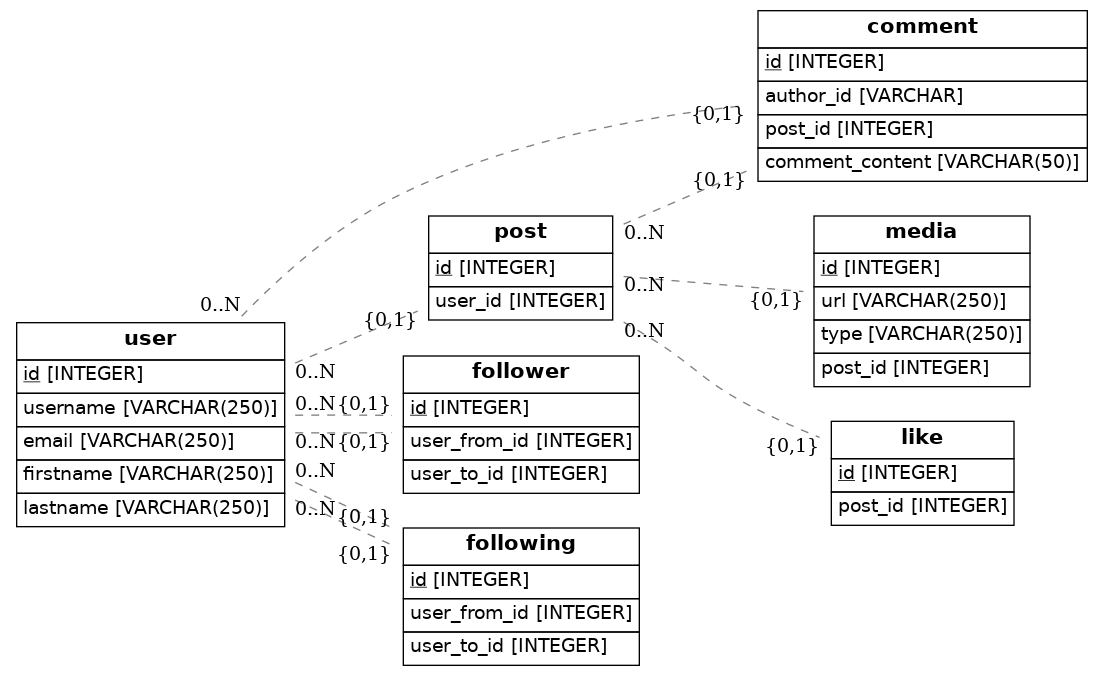 comment
id [INTEGER]
author_id [VARCHAR]
post_id [INTEGER]
comment_content [VARCHAR(50)]
{0,1}
{0,1}
post
id [INTEGER]
user_id [INTEGER]
0..N
0..N
0..N
media
id [INTEGER]
url [VARCHAR(250)]
type [VARCHAR(250)]
post_id [INTEGER]
{0,1}
0..N
{0,1}
user
id [INTEGER]
username [VARCHAR(250)]
email [VARCHAR(250)]
firstname [VARCHAR(250)]
lastname [VARCHAR(250)]
0..N
0..N
{0,1}
0..N
{0,1}
0..N
0..N
{0,1}
{0,1}
follower
id [INTEGER]
user_from_id [INTEGER]
user_to_id [INTEGER]
like
id [INTEGER]
post_id [INTEGER]
{0,1}
following
id [INTEGER]
user_from_id [INTEGER]
user_to_id [INTEGER]